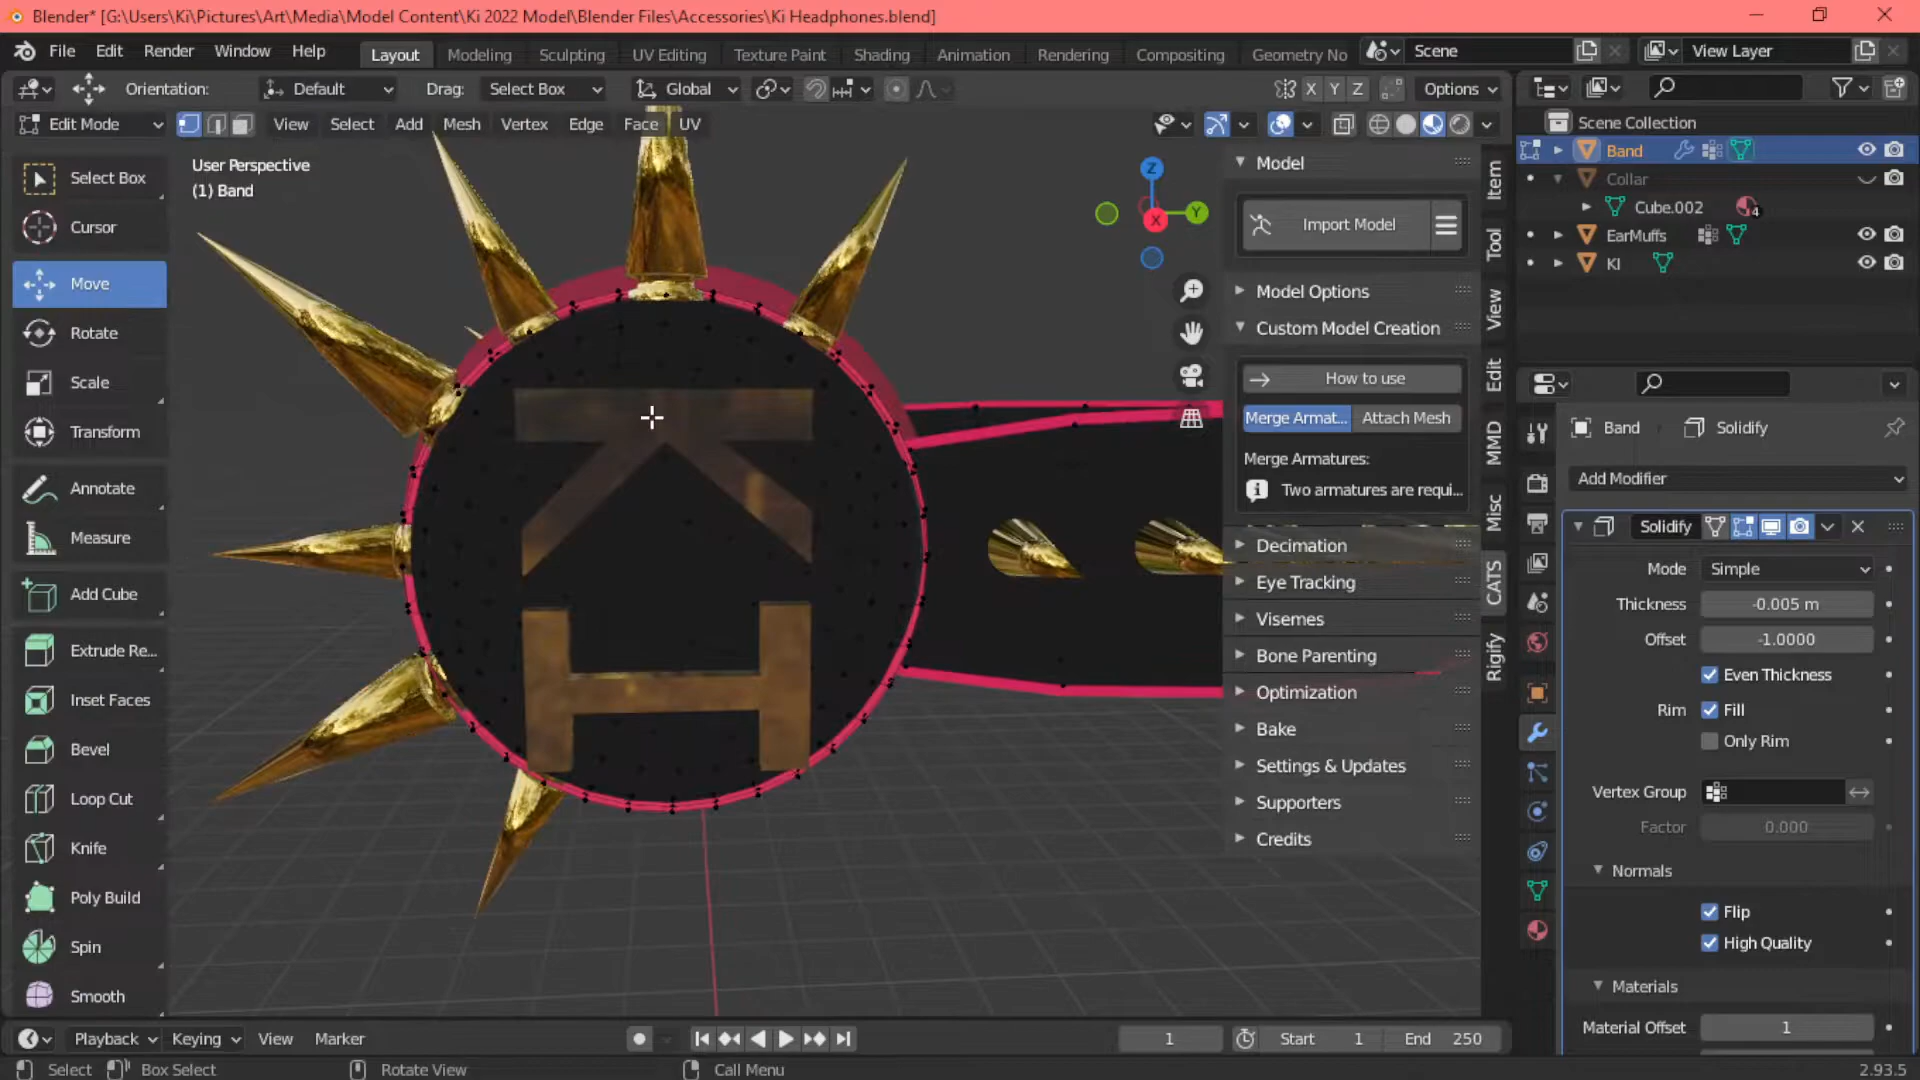 Blender* [G:\Users\Ki\Pictures\Art\Media\Model Content\Ki 2022 Model\Blender Files\Accessories\Ki Headphones.blend]
File Edit Render Window Help Layout Modeling Sculpting UV Editing Texture Paint Shading Animation Rendering Compositing Geometry No Scene View Layer
Orientation: Default Drag: Select Box Global X Y Z Options
Edit Mode View Select Add Mesh Vertex Edge Face UV
User Perspective
(1) Band
Select Box
Cursor
Move
Rotate
Scale
Transform
Annotate
Measure
Add Cube
Extrude Re...
Inset Faces
Bevel
Loop Cut
Knife
Poly Build
Spin
Smooth
KI
Z
Y
X
Model
Import Model
Model Options
Custom Model Creation
How to use
Merge Armat... Attach Mesh
Merge Armatures:
Two armatures are requi...
Decimation
Eye Tracking
Visemes
Bone Parenting
Optimization
Bake
Settings & Updates
Supporters
Credits
Item
Tool
View
Edit
MMD
Misc
CATS
Rigify
Scene Collection
Band
Collar
Cube.002 4
EarMuffs
KI
Band Solidify
Add Modifier
Solidify
Mode Simple
Thickness -0.005 m
Offset -1.0000
Even Thickness
Rim Fill
Only Rim
Vertex Group
Factor 0.000
Normals
Flip
High Quality
Materials
Material Offset 1
Playback Keying View Marker 1 Start 1 End 250
Select Box Select Rotate View Call Menu 2.93.5